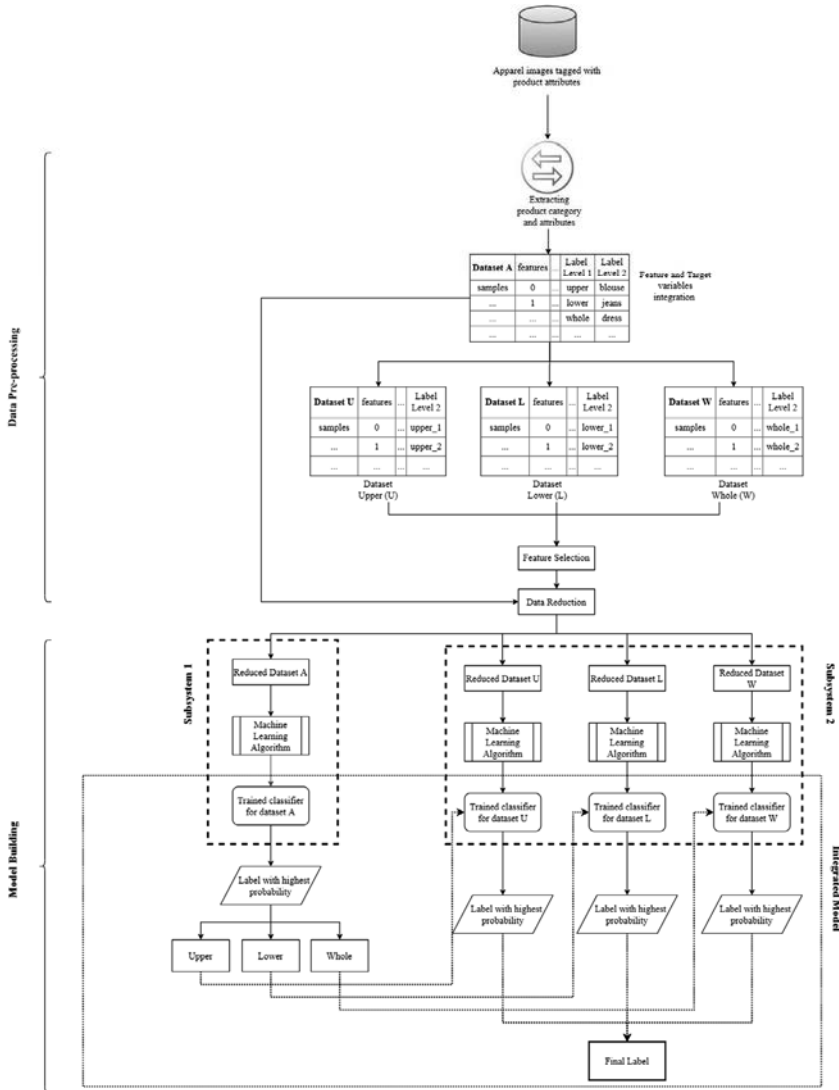 Apparel images tagged with
product attributes
Extracting
product category
and attributes
Dataset A features ... Label Level 1 Label Level 2
samples 0 ... upper blouse
... 1 ... lower jeans
... ... ... whole dress
... ... ... ... ...
Feature and Target
variables
integration
Data Pre-processing
Dataset U features ... Label Level 2
samples 0 ... upper_1
... 1 ... upper_2
... ... ... ...
Dataset
Upper (U)
Dataset L features ... Label Level 2
samples 0 ... lower_1
... 1 ... lower_2
... ... ... ...
Dataset
Lower (L)
Dataset W features ... Label Level 2
samples 0 ... whole_1
... 1 ... whole_2
... ... ... ...
Dataset
Whole (W)
Feature Selection
Data Reduction
Model Building
Subsystem 1
Reduced Dataset A
Machine
Learning
Algorithm
Trained classifier
for dataset A
Label with highest
probability
Upper
Lower
Whole
Subsystem 2
Reduced Dataset U
Machine
Learning
Algorithm
Trained classifier
for dataset U
Label with highest
probability
Reduced Dataset L
Machine
Learning
Algorithm
Trained classifier
for dataset L
Label with highest
probability
Reduced Dataset
W
Machine
Learning
Algorithm
Trained classifier
for dataset W
Label with highest
probability
Integrated Model
Final Label